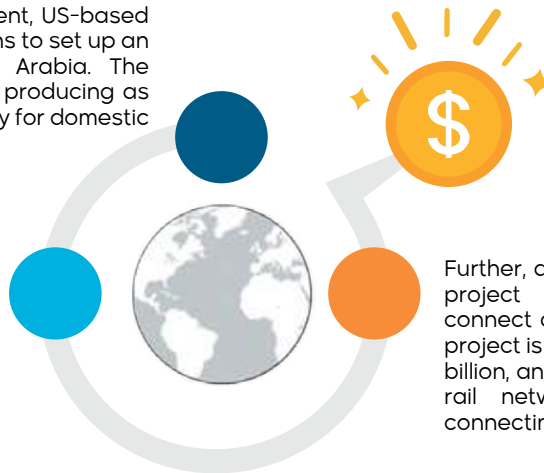 ent, US-based
ns to set up an
Arabia. The
producing as
y for domestic
$
Further, a
project
connect
project is
billion, an
rail netw
connectin